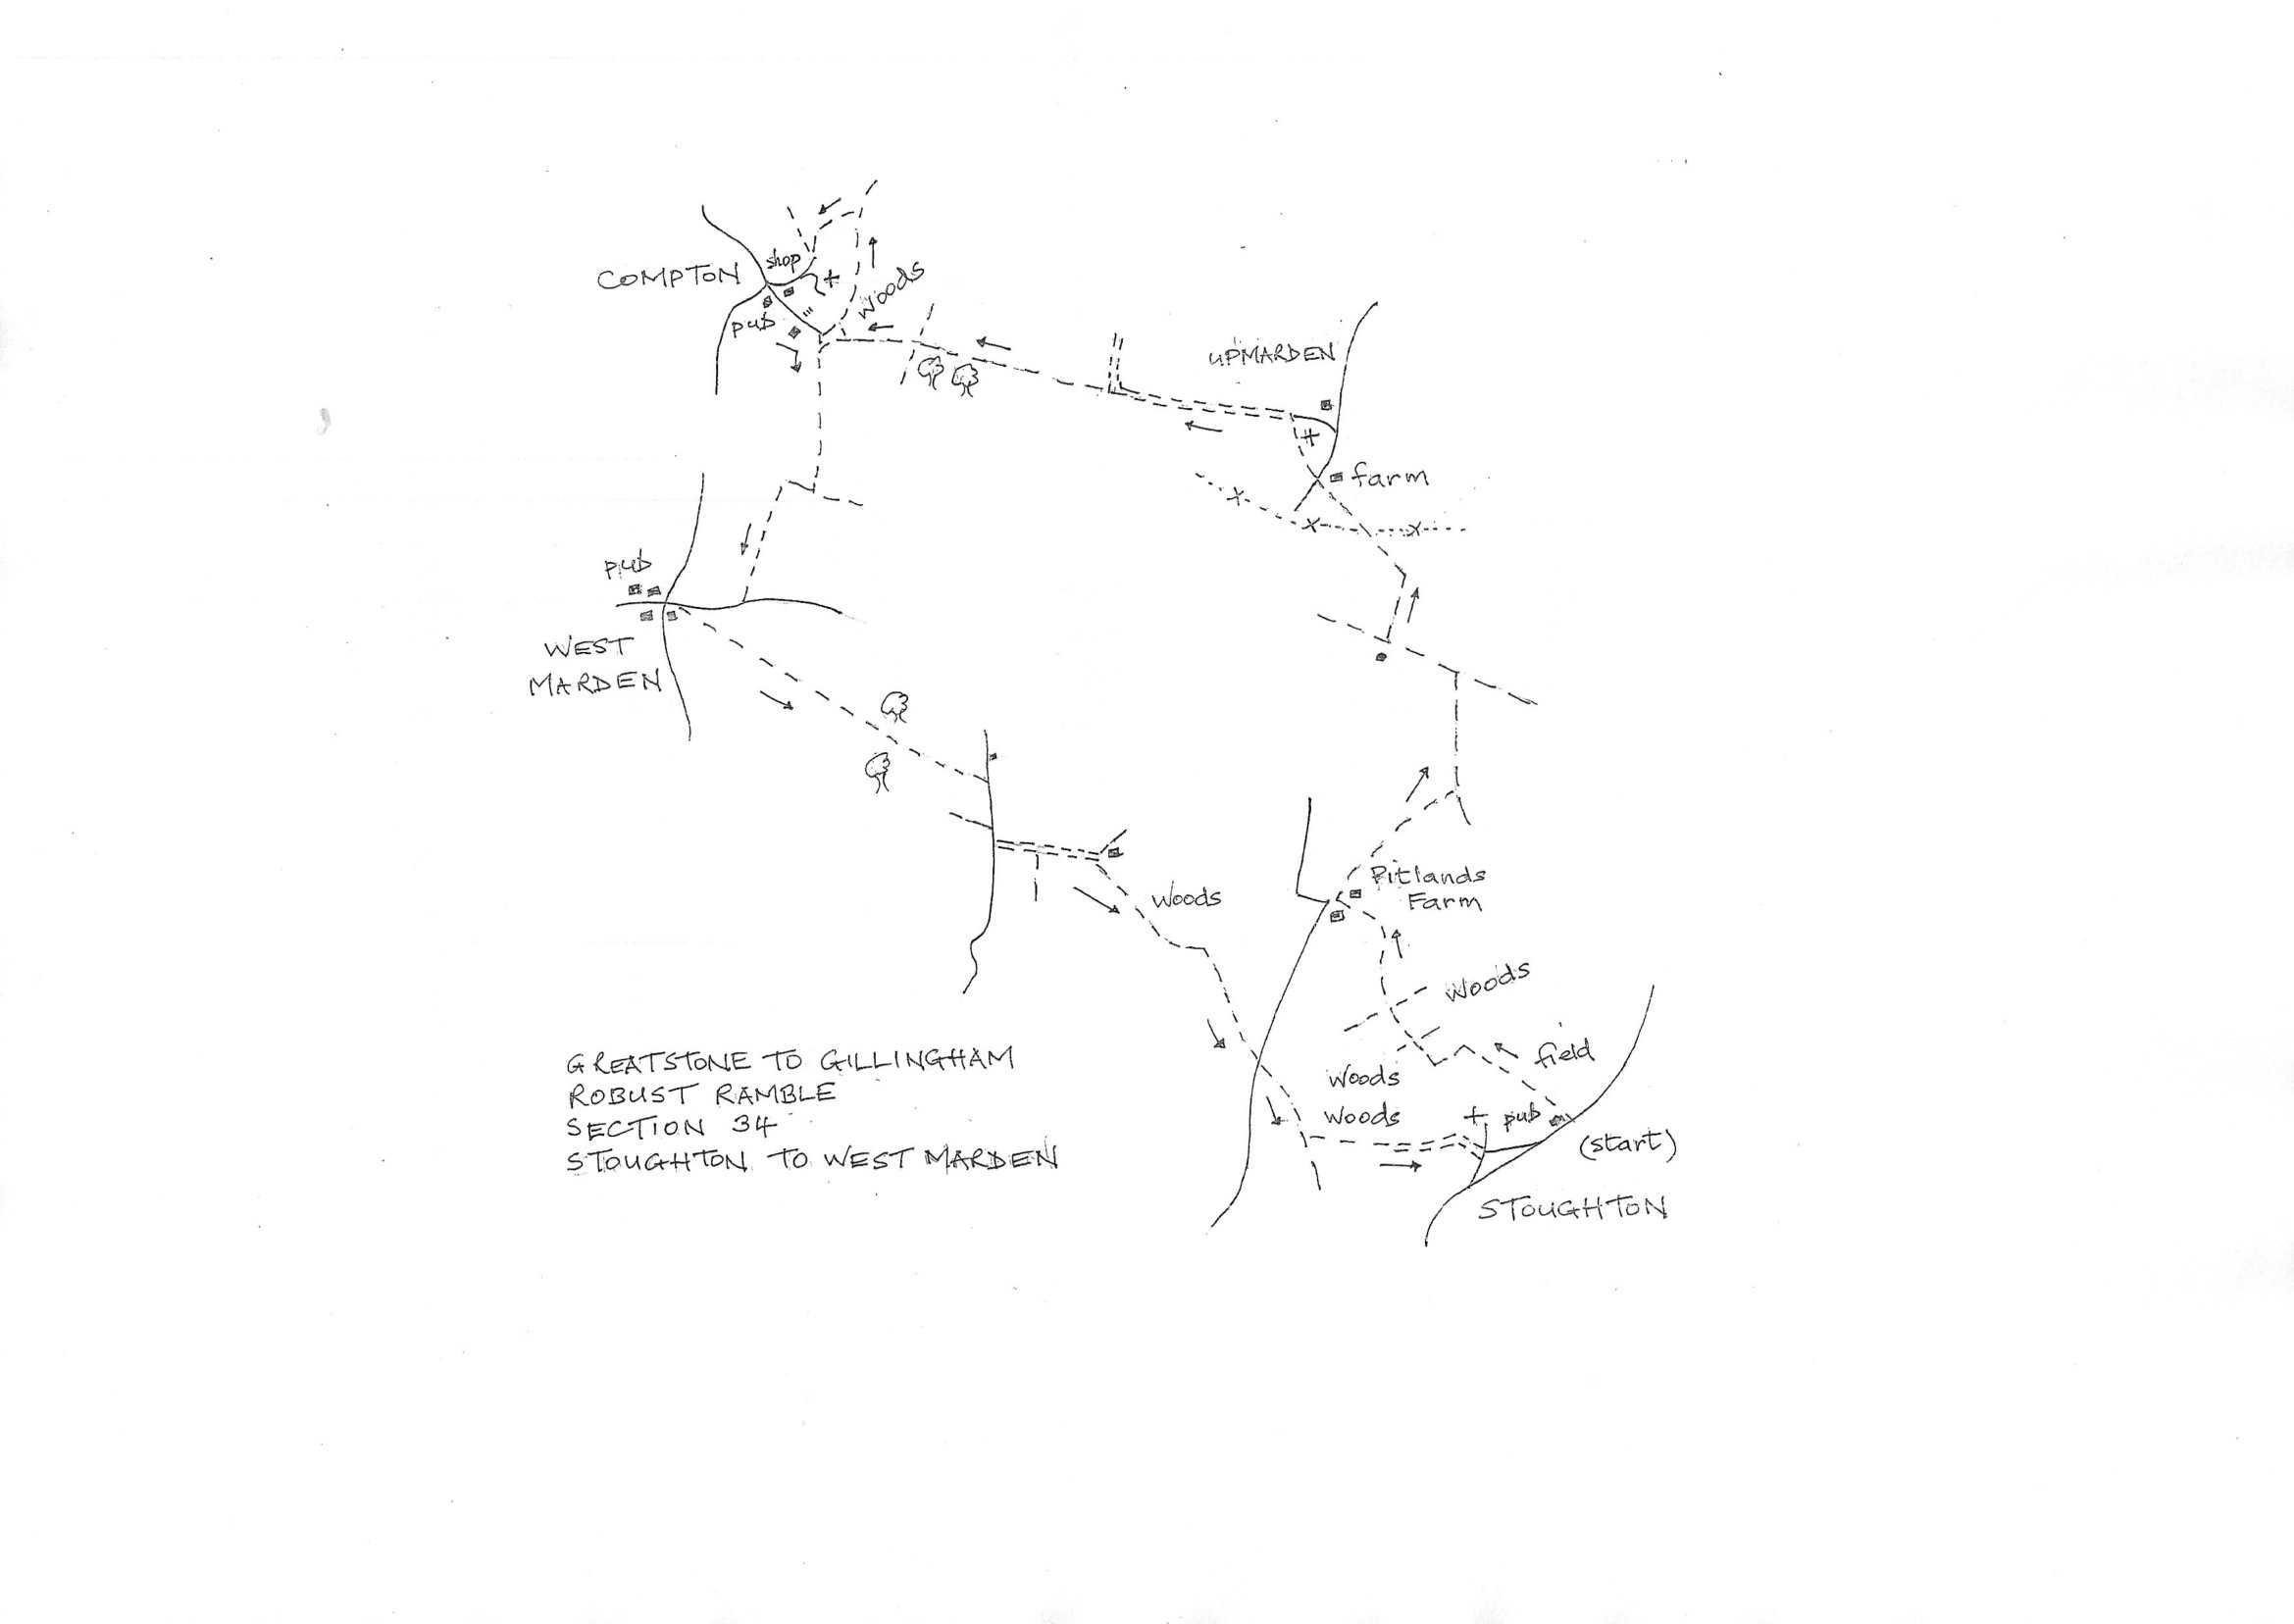 shop
COMPTON
woods
pub
UPMARDEN
farm
pub
WEST
MARDEN
Pitlands
Farm
woods
woods
field
woods
woods
pub
(start)
STOUGHTON
GREATSTONE TO GILLINGHAM
ROBUST RAMBLE
SECTION 34
STOUGHTON TO WEST MARDEN